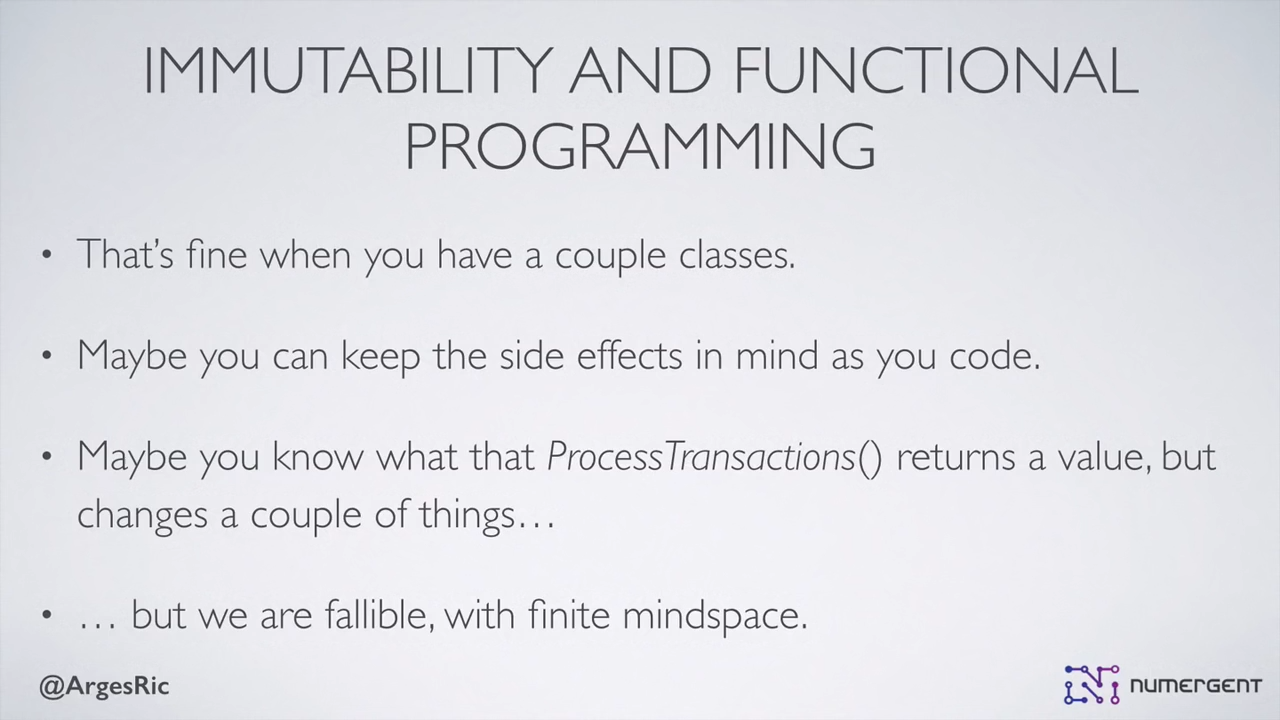 IMMUTABILITY AND FUNCTIONAL
PROGRAMMING
• That’s fine when you have a couple classes.
• Maybe you can keep the side effects in mind as you code.
• Maybe you know what that ProcessTransactions() returns a value, but
changes a couple of things…
• … but we are fallible, with finite mindspace.
@ArgesRic
NUMERGENT